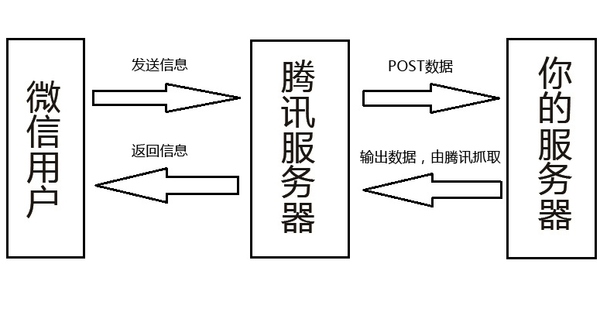 微信用户
发送信息
返回信息
腾讯服务器
POST数据
输出数据，由腾讯抓取
你的服务器